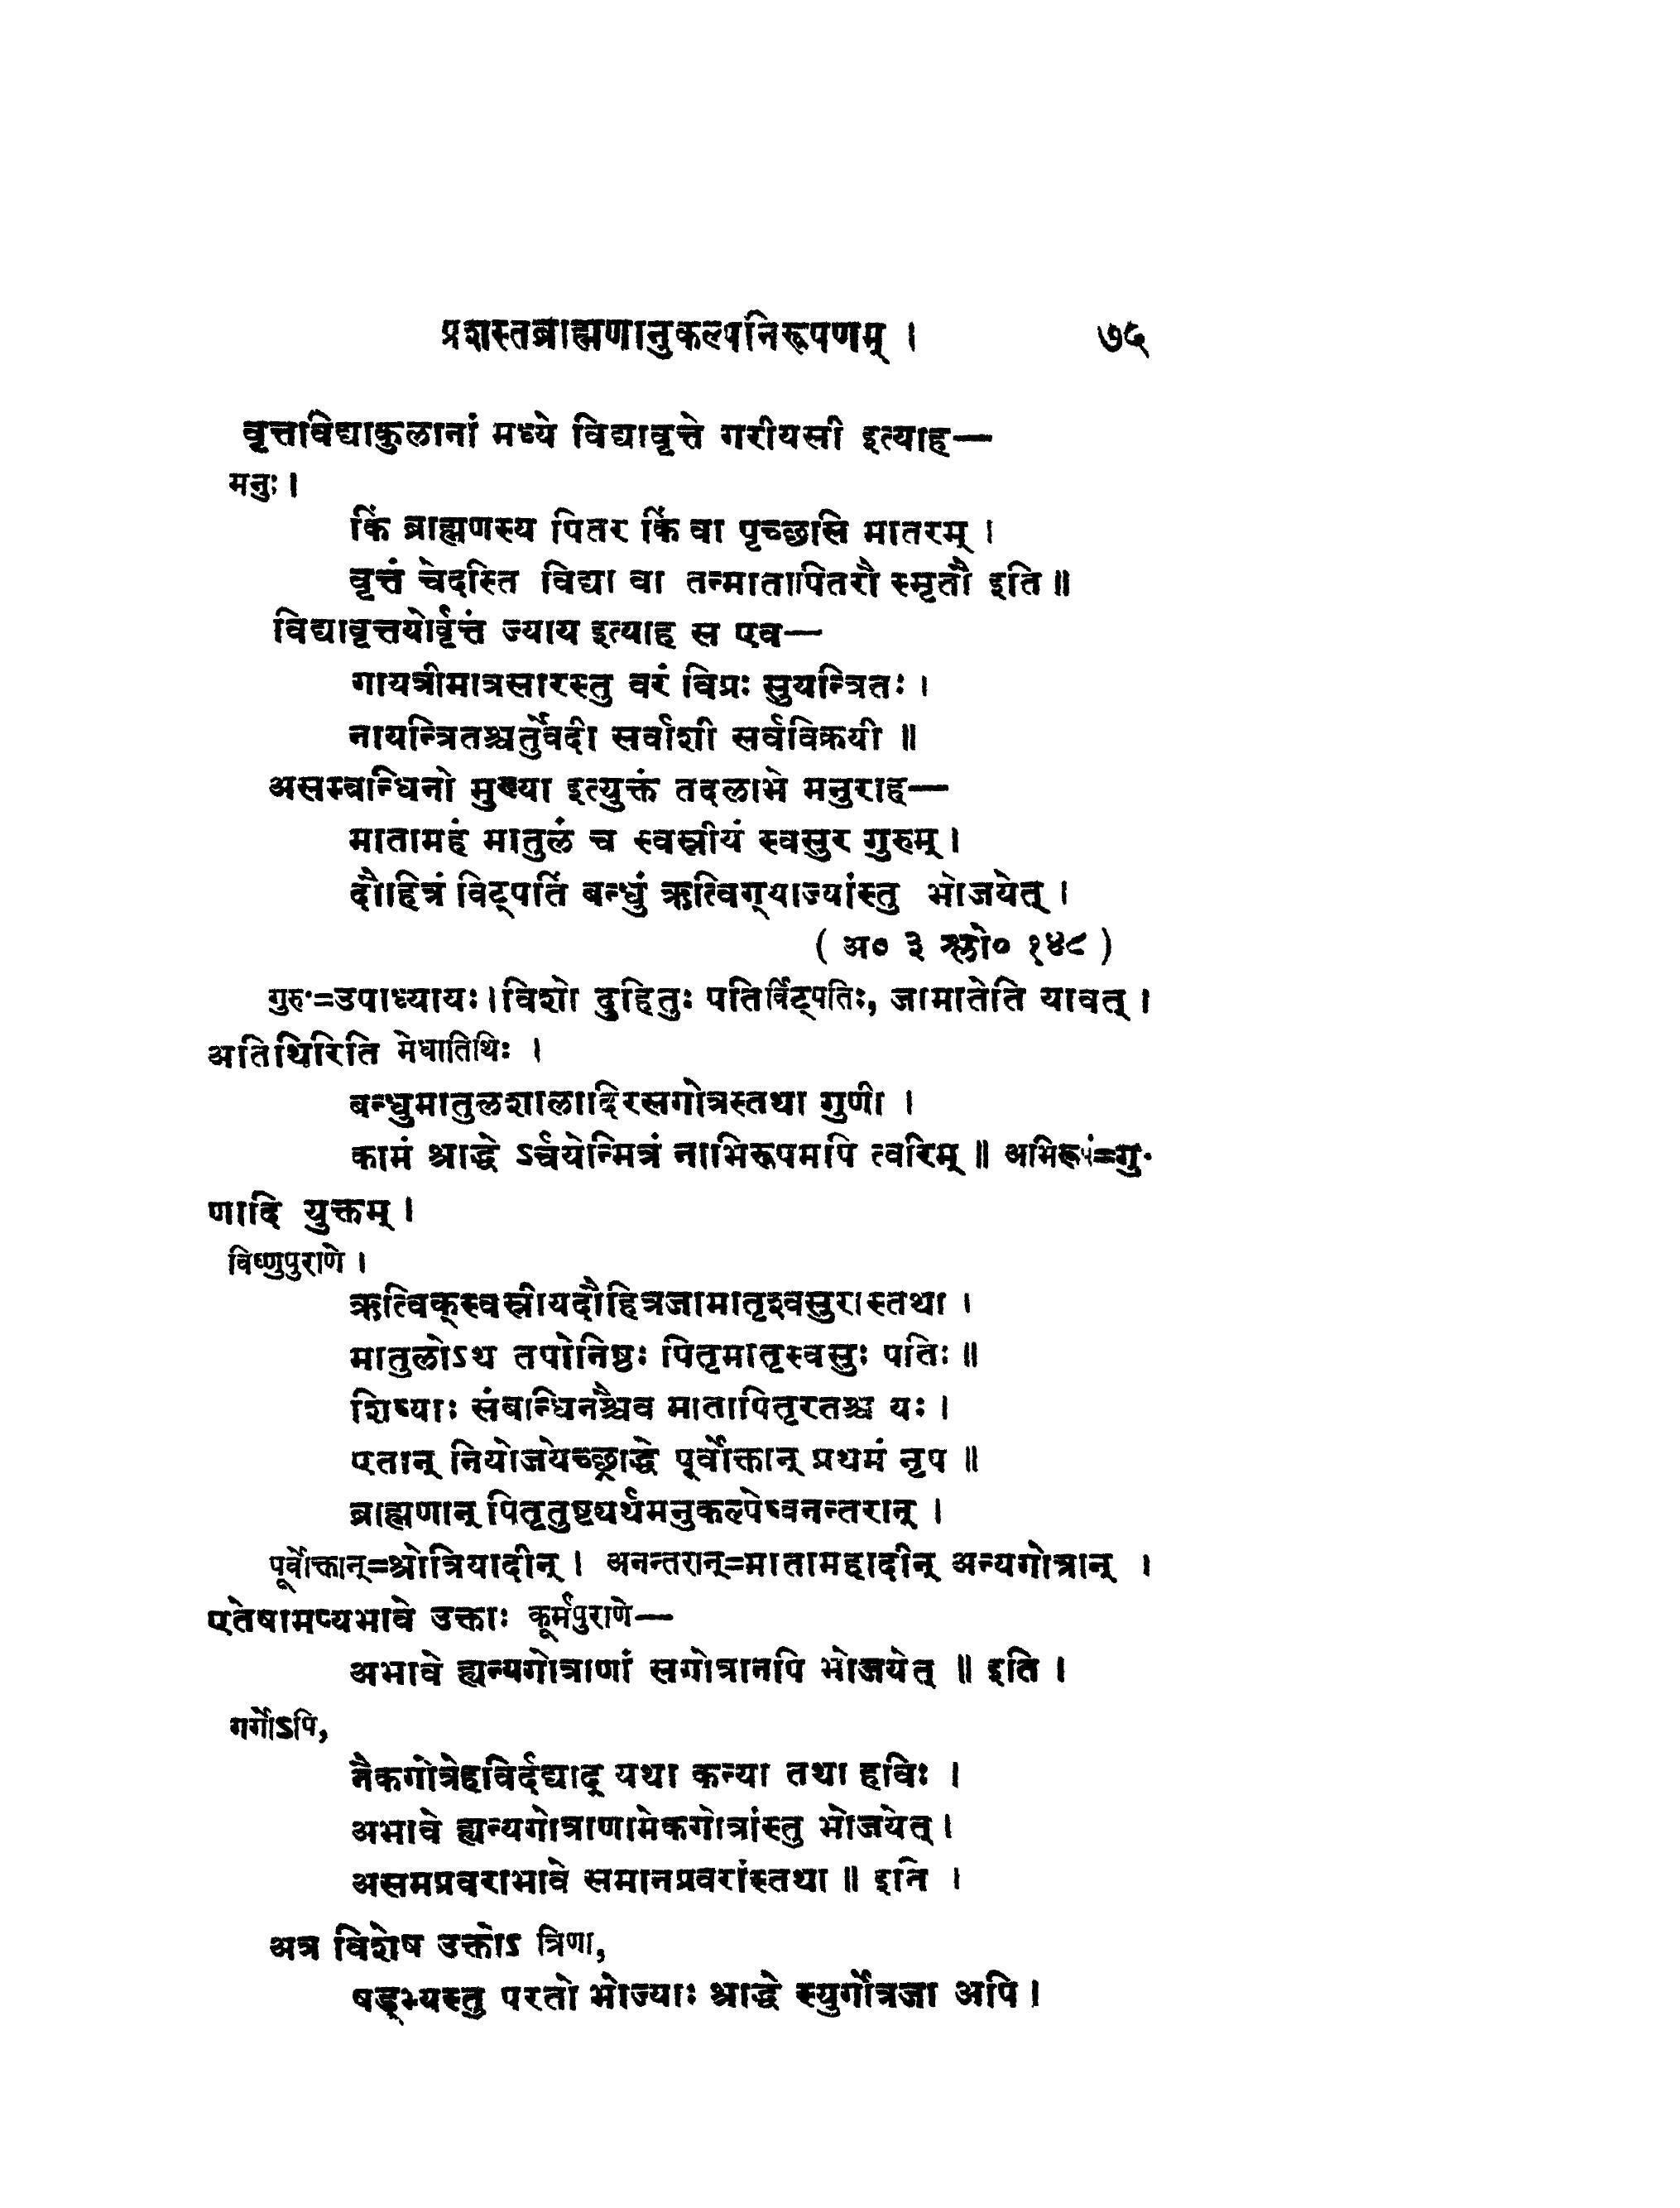 प्रशस्तब्राह्मणानुकल्पनिरूपणम् । ७५
वृत्तविद्याकुलानां मध्ये विद्यावृत्ते गरीयसी इत्याह—
मनुः ।
किं ब्राह्मणस्य पितर किं वा पृच्छसि मातरम् ।
वृत्तं चेदस्ति विद्या वा तन्मातापितरौ स्मृतौ इति ॥
विद्यावृत्तयोर्वृत्तं ज्याय इत्याह स एव—
गायत्रीमात्रसारस्तु वरं विप्रः सुयन्त्रितः ।
नायन्त्रितश्चतुर्वेदी सर्वाशी सर्वविक्रयी ॥
असम्बन्धिनो मुख्या इत्युक्तं तदलाभे मनुराह—
मातामहं मातुलं च स्वस्रीयं स्वसुर गुरुम् ।
दौहित्रं विट्पतिं बन्धुं ऋत्विग्याज्यांस्तु भोजयेत् ।
( अ० ३ श्लो० १४८ )
गुरुः=उपाध्यायः । विशो दुहितुः पतिर्विट्पतिः, जामातेति यावत् ।
अतिथिरिति मेधातिथिः ।
बन्धुमातुलशालादिरसगोत्रस्तथा गुणी ।
कामं श्राद्धे ऽर्चयेन्मित्रं नाभिरूपमपि त्वरिम् ॥ अभिरूपं=गु-
णादि युक्तम् ।
विष्णुपुराणे ।
ऋत्विक्स्वस्रीयदौहित्रजामातृश्वसुरास्तथा ।
मातुलोऽथ तपोनिष्ठः पितृमातृस्वसुः पतिः ॥
शिष्याः संबन्धिनश्चैव मातापितृरतश्च यः ।
एतान् नियोजयेच्छ्राद्धे पूर्वोक्तान् प्रथमं नृप ॥
ब्राह्मणान् पितृतुष्ट्यर्थमनुकल्पेष्वनन्तरान् ।
पूर्वोक्तान्=श्रोत्रियादीन् । अनन्तरान्=मातामहादीन् अन्यगोत्रान् ।
एतेषामप्यभावे उक्ताः कूर्मपुराणे—
अभावे ह्यन्यगोत्राणां सगोत्रानपि भोजयेत् ॥ इति ।
गर्गोऽपि,
नैकगोत्रेहविर्दद्याद् यथा कन्या तथा हविः ।
अभावे ह्यन्यगोत्राणामेकगोत्रांस्तु भोजयेत् ।
असमप्रवराभावे समानप्रवरांस्तथा ॥ इति ।
अत्र विशेष उक्तोऽ त्रिणा,
षड्भ्यस्तु परतो भोज्याः श्राद्धे स्युर्गोत्रजा अपि ।